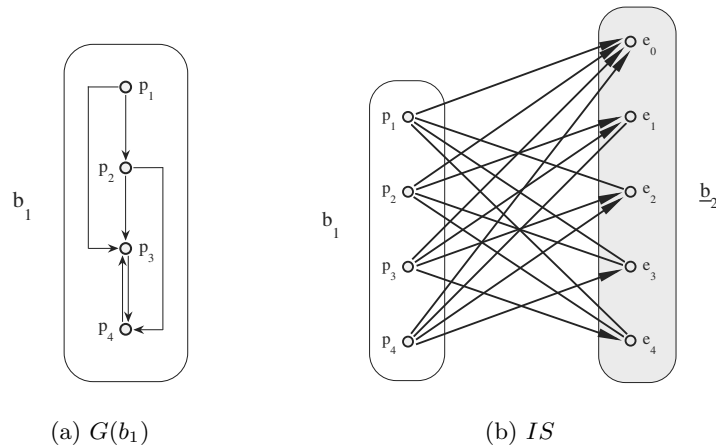 b₁
p₁
p₂
p₃
p₄
(a) G(b₁)
b₁
p₁
p₂
p₃
p₄
e₀
e₁
e₂
e₃
e₄
b₂
(b) IS